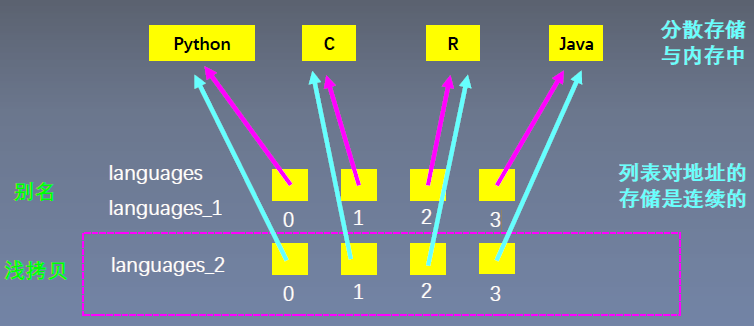 Python C R Java
分散存储
与内存中
languages
别名
languages_1
0 1 2 3
列表对地址的
存储是连续的
浅拷贝
languages_2
0 1 2 3